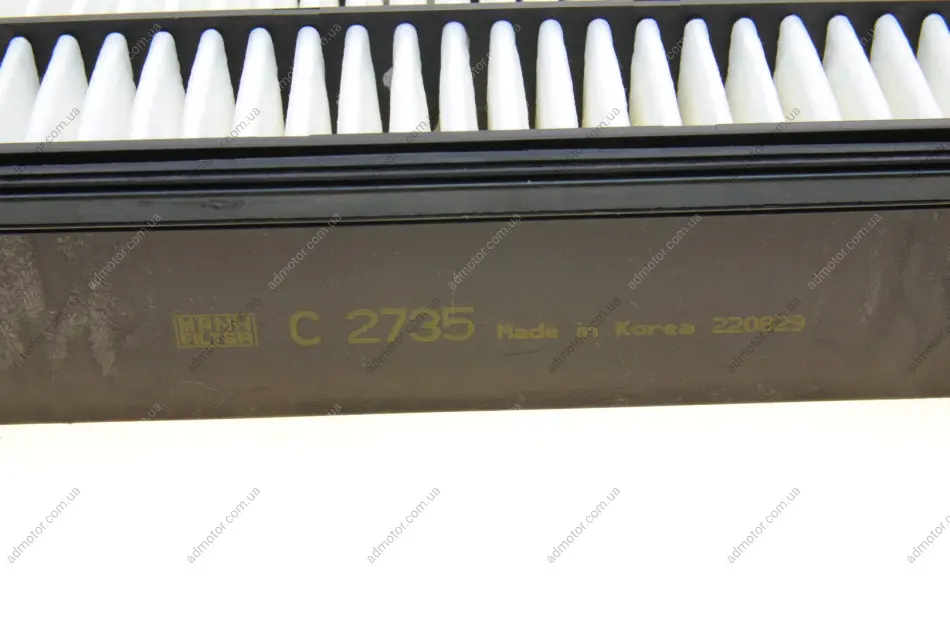 MANN
FILTER
C 2735 Made in Korea 220829
admotor.com.ua